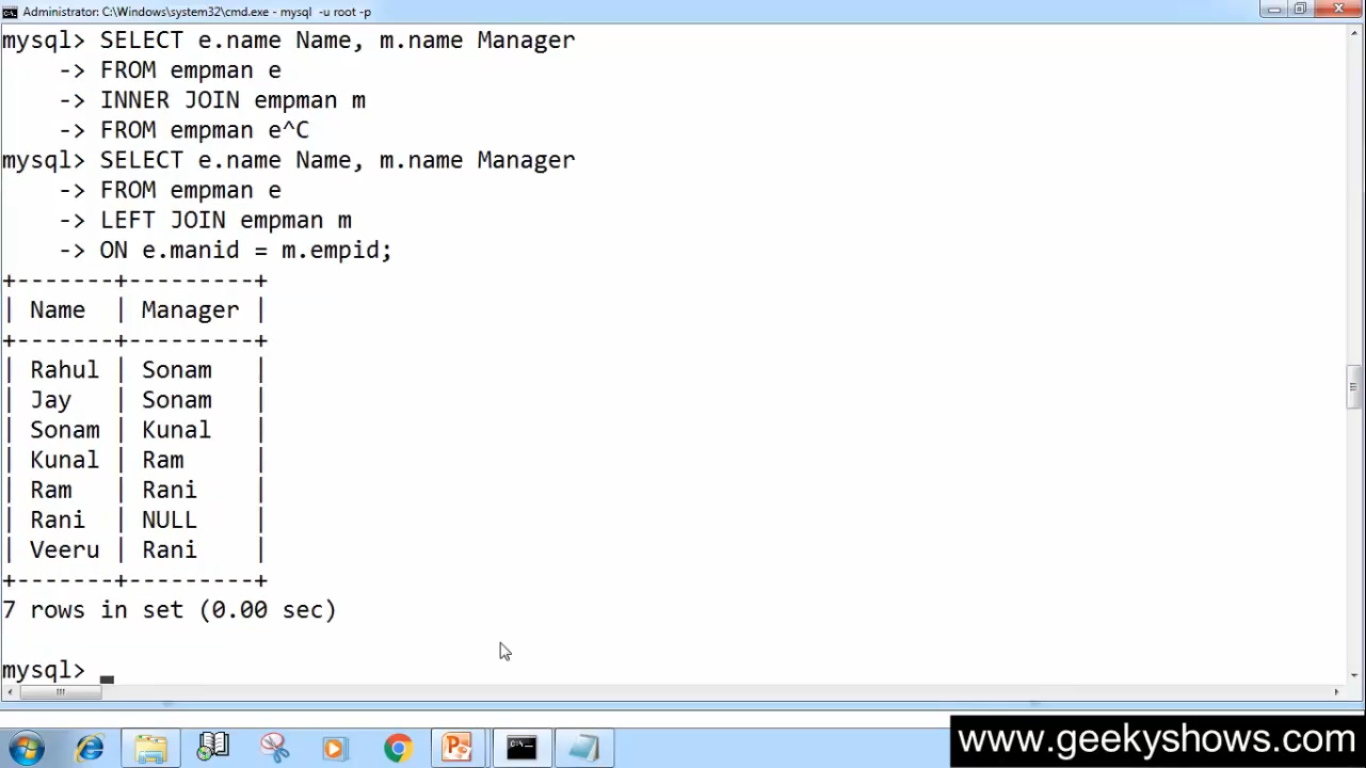 Administrator: C:\Windows\system32\cmd.exe - mysql -u root -p
mysql> SELECT e.name Name, m.name Manager
    -> FROM empman e
    -> INNER JOIN empman m
    -> FROM empman e^C
mysql> SELECT e.name Name, m.name Manager
    -> FROM empman e
    -> LEFT JOIN empman m
    -> ON e.manid = m.empid;
+-------+---------+
| Name  | Manager |
+-------+---------+
| Rahul | Sonam   |
| Jay   | Sonam   |
| Sonam | Kunal   |
| Kunal | Ram     |
| Ram   | Rani    |
| Rani  | NULL    |
| Veeru | Rani    |
+-------+---------+
7 rows in set (0.00 sec)
mysql>
www.geekyshows.com